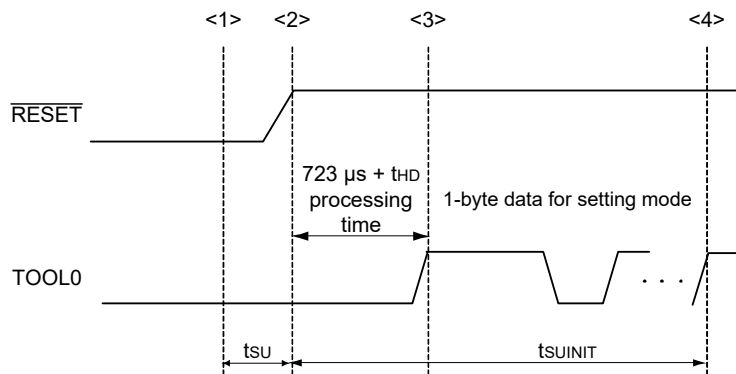 <1> <2> <3> <4>
RESET
723 µs + tHD
processing
time
1-byte data for setting mode
TOOL0
. . .
tSU
tSUINIT